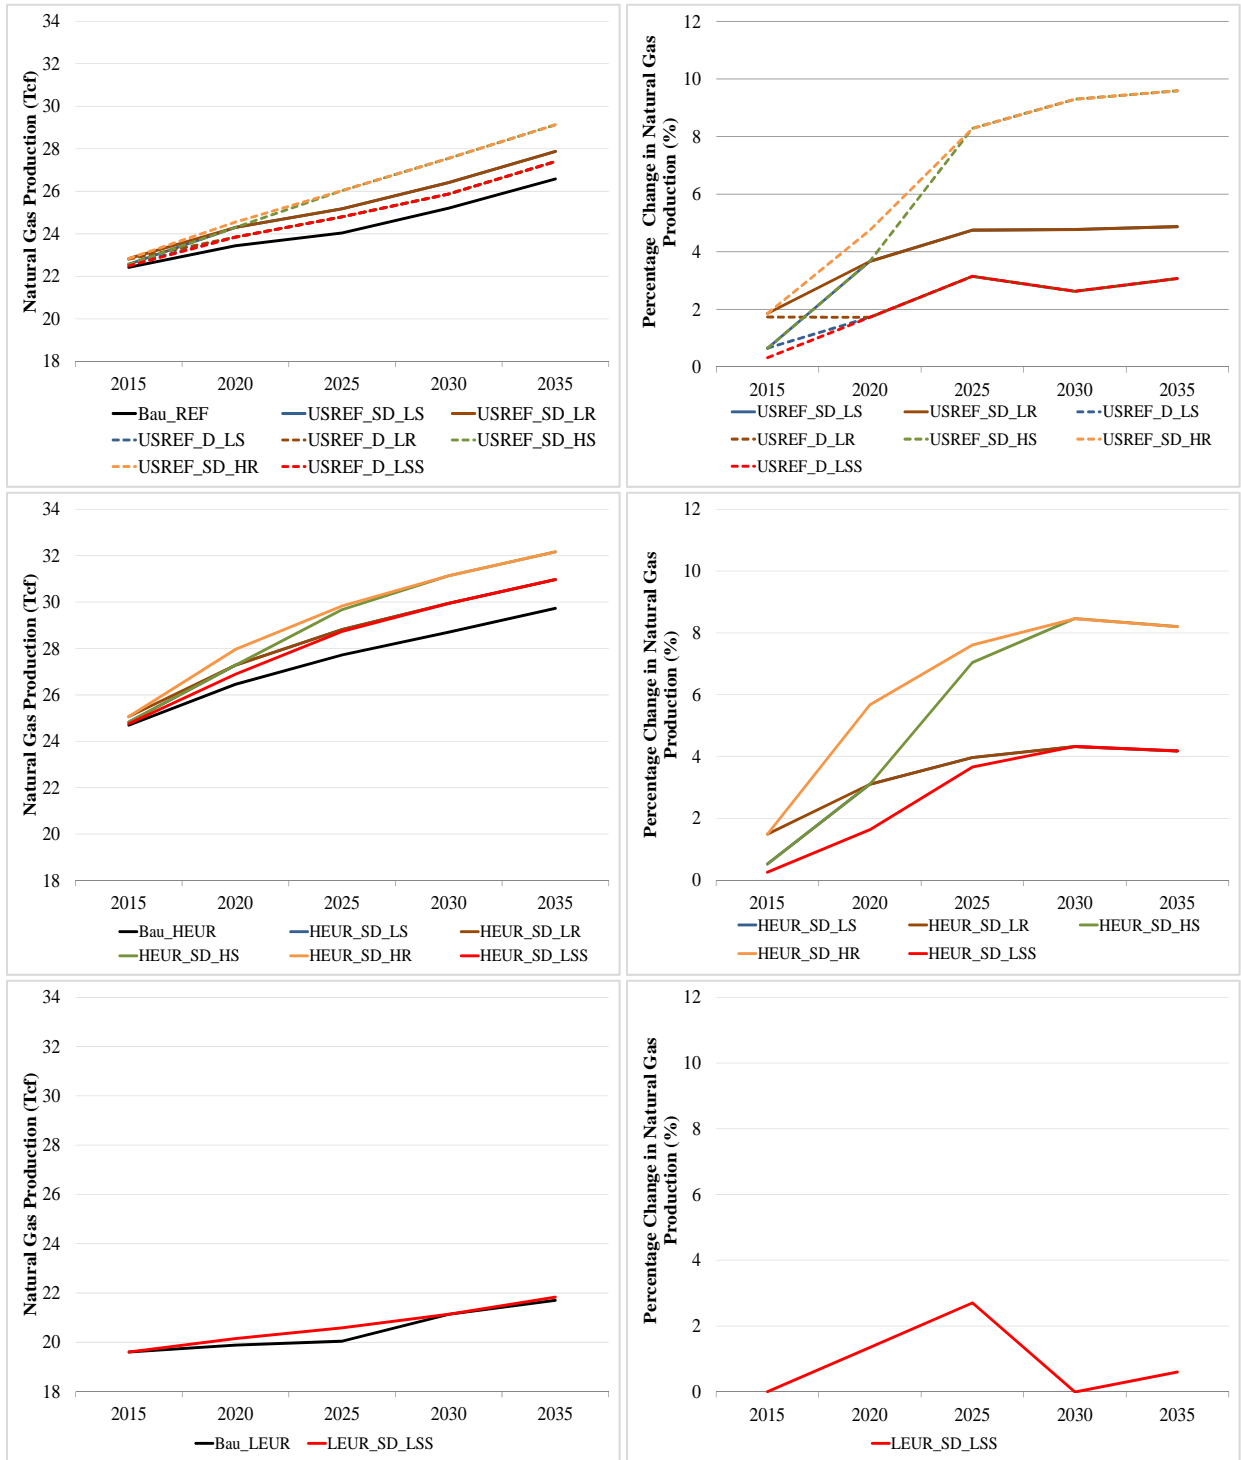 Natural Gas Production (Tcf)
34
32
30
28
26
24
22
20
18
2015 2020 2025 2030 2035
Bau_REF USREF_SD_LS USREF_SD_LR
USREF_D_LS USREF_D_LR USREF_SD_HS
USREF_SD_HR USREF_D_LSS
Percentage Change in Natural Gas
Production (%)
12
10
8
6
4
2
0
2015 2020 2025 2030 2035
USREF_SD_LS USREF_SD_LR USREF_D_LS
USREF_D_LR USREF_SD_HS USREF_SD_HR
USREF_D_LSS
Natural Gas Production (Tcf)
34
32
30
28
26
24
22
20
18
2015 2020 2025 2030 2035
Bau_HEUR HEUR_SD_LS HEUR_SD_LR
HEUR_SD_HS HEUR_SD_HR HEUR_SD_LSS
Percentage Change in Natural Gas
Production (%)
12
10
8
6
4
2
0
2015 2020 2025 2030 2035
HEUR_SD_LS HEUR_SD_LR HEUR_SD_HS
HEUR_SD_HR HEUR_SD_LSS
Natural Gas Production (Tcf)
34
32
30
28
26
24
22
20
18
2015 2020 2025 2030 2035
Bau_LEUR LEUR_SD_LSS
Percentage Change in Natural Gas
Production (%)
12
10
8
6
4
2
0
2015 2020 2025 2030 2035
LEUR_SD_LSS